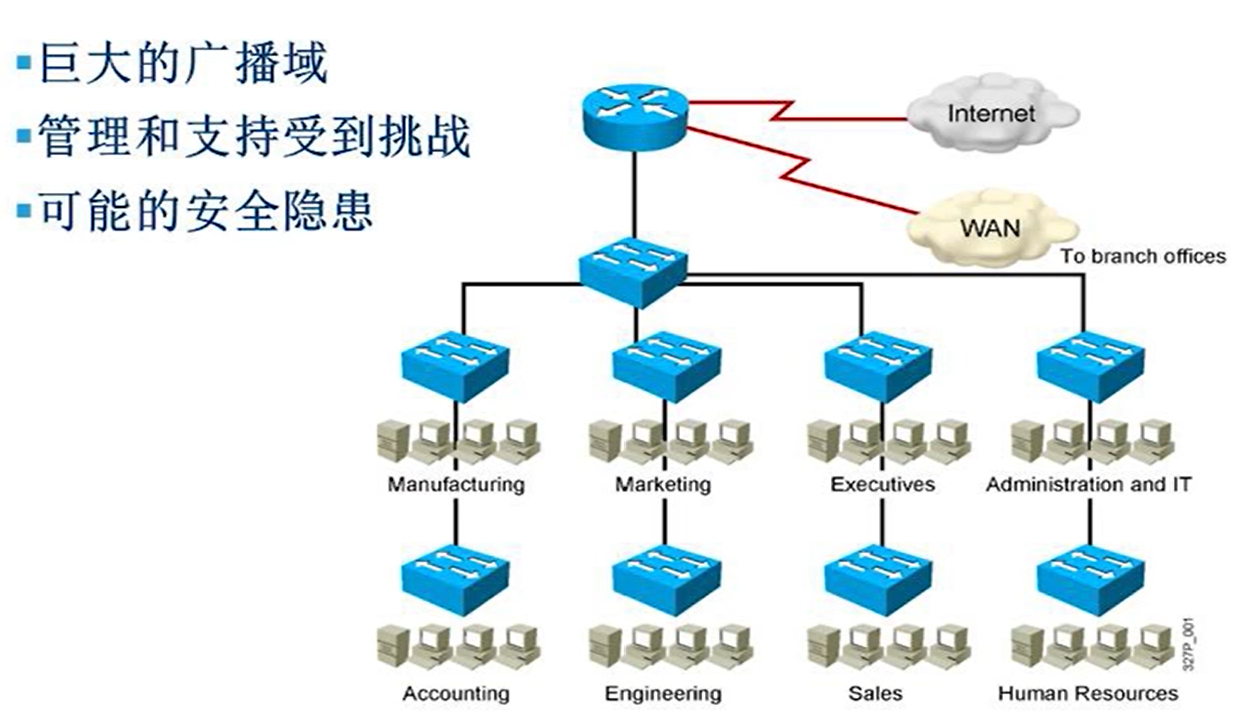 ▪巨大的广播域
▪管理和支持受到挑战
▪可能的安全隐患
Internet
WAN
To branch offices
Manufacturing
Marketing
Executives
Administration and IT
Accounting
Engineering
Sales
Human Resources
327P_001